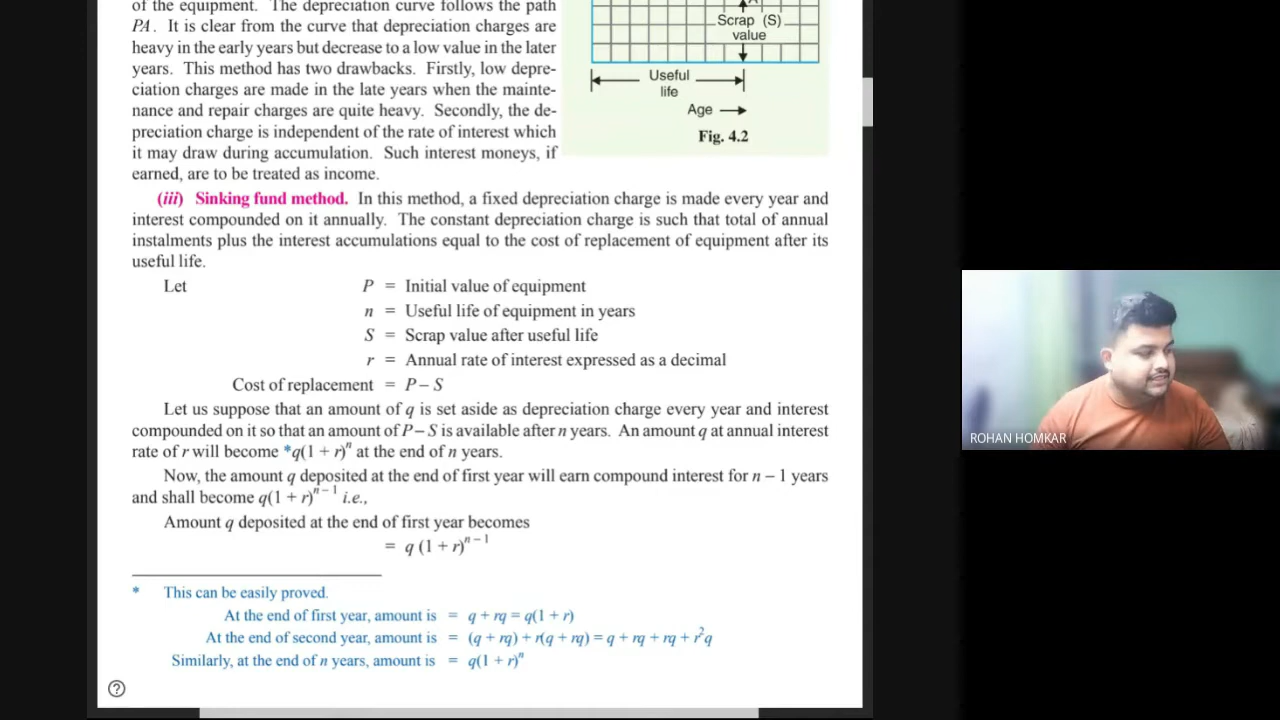 of the equipment. The depreciation curve follows the path
PA. It is clear from the curve that depreciation charges are
heavy in the early years but decrease to a low value in the later
years. This method has two drawbacks. Firstly, low depre-
ciation charges are made in the late years when the mainte-
nance and repair charges are quite heavy. Secondly, the de-
preciation charge is independent of the rate of interest which
it may draw during accumulation. Such interest moneys, if
earned, are to be treated as income.
Scrap (S)
value
Useful
life
Age
Fig. 4.2
(iii) Sinking fund method. In this method, a fixed depreciation charge is made every year and
interest compounded on it annually. The constant depreciation charge is such that total of annual
instalments plus the interest accumulations equal to the cost of replacement of equipment after its
useful life.
Let P = Initial value of equipment
n = Useful life of equipment in years
S = Scrap value after useful life
r = Annual rate of interest expressed as a decimal
Cost of replacement = P – S
Let us suppose that an amount of q is set aside as depreciation charge every year and interest
compounded on it so that an amount of P – S is available after n years. An amount q at annual interest
rate of r will become *q(1 + r)^n at the end of n years.
Now, the amount q deposited at the end of first year will earn compound interest for n – 1 years
and shall become q(1 + r)^n – 1 i.e.,
Amount q deposited at the end of first year becomes
= q (1 + r)^n – 1
* This can be easily proved.
At the end of first year, amount is = q + rq = q(1 + r)
At the end of second year, amount is = (q + rq) + r(q + rq) = q + rq + rq + r²q
Similarly, at the end of n years, amount is = q(1 + r)^n
ROHAN HOMKAR